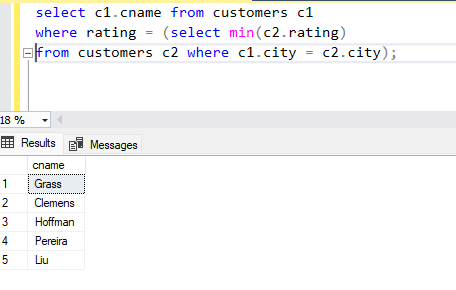 select c1.cname from customers c1
where rating = (select min(c2.rating)
from customers c2 where c1.city = c2.city);
18 %
Results Messages
cname
1 Grass
2 Clemens
3 Hoffman
4 Pereira
5 Liu